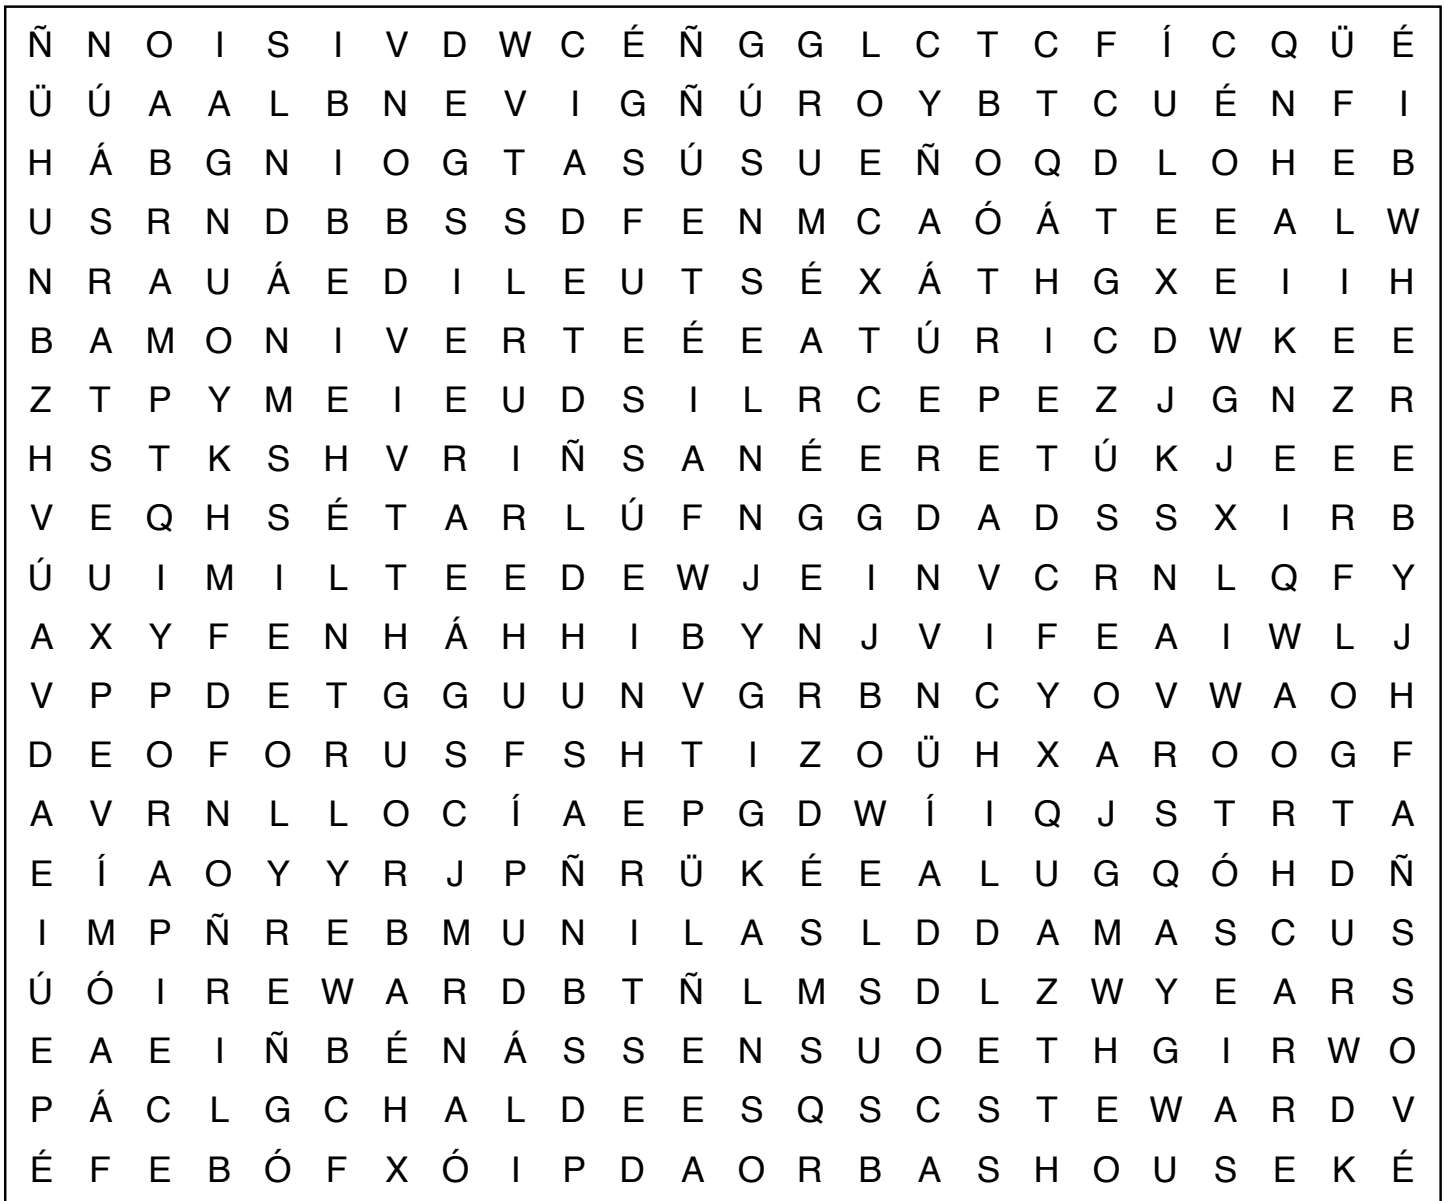 Ñ N O I S I V D W C É Ñ G G L C T C F Í C Q Ü É
Ü Ú A A L B N E V I G Ñ Ú R O Y B T C U É N F I
H Á B G N I O G T A S Ú S U E Ñ O Q D L O H E B
U S R N D B B S S D F E N M C A Ó Á T E E A L W
N R A U Á E D I L E U T S É X Á T H G X E I I H
B A M O N I V E R T E É E A T Ú R I C D W K E E
Z T P Y M E I E U D S I L R C E P E Z J G N Z R
H S T K S H V R I Ñ S A N É E R E T Ú K J E E E
V E Q H S É T A R L Ú F N G G D A D S S X I R B
Ú U I M I L T E E D E W J E I N V C R N L Q F Y
A X Y F E N H Á H H I B Y N J V I F E A I W L J
V P P D E T G G U U N V G R B N C Y O V W A O H
D E O F O R U S F S H T I Z O Ü H X A R O O G F
A V R N L L O C Í A E P G D W Í I Q J S T R T A
E Í A O Y Y R J P Ñ R Ü K É E A L U G Q Ó H D Ñ
I M P Ñ R E B M U N I L A S L D D A M A S C U S
Ú Ó I R E W A R D B T Ñ L M S D L Z W Y E A R S
E A E I Ñ B É N Á S S E N S U O E T H G I R W O
P Á C L G C H A L D E E S Q S C S T E W A R D V
É F E B Ó F X Ó I P D A O R B A S H O U S E K É